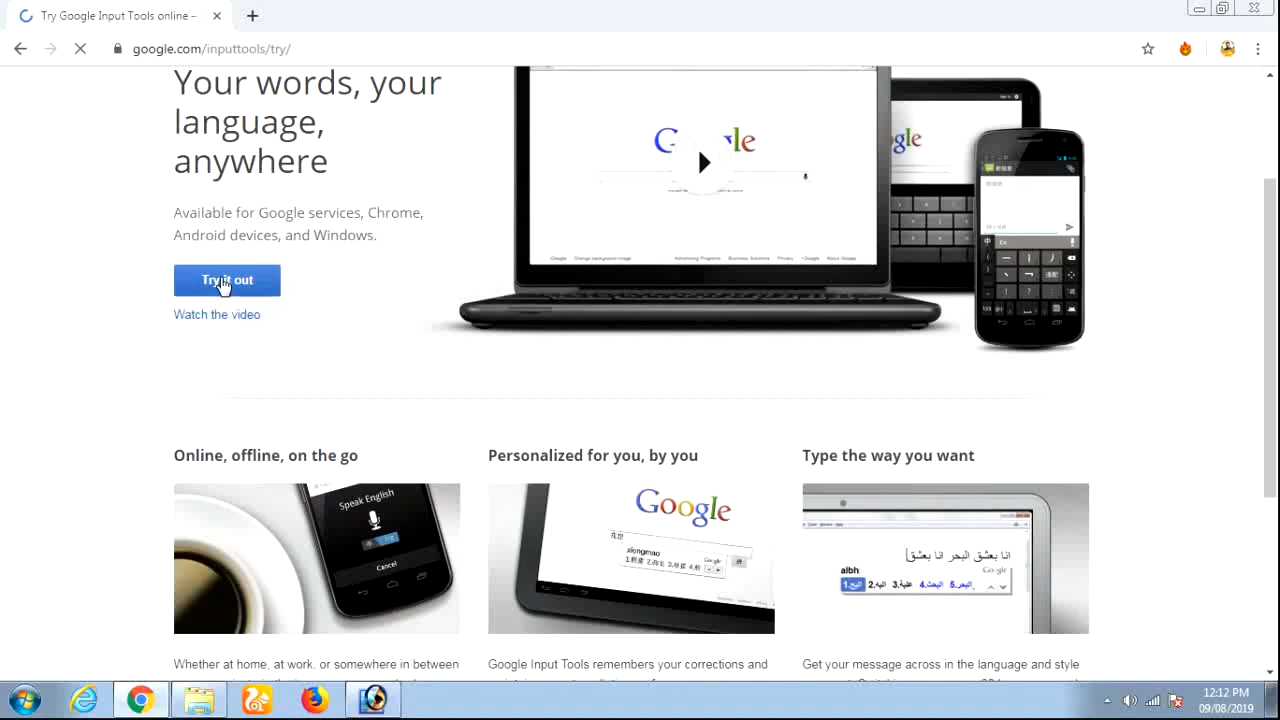 Try Google Input Tools online –
google.com/inputtools/try/
Your words, your
language,
anywhere
Available for Google services, Chrome,
Android devices, and Windows.
Try it out
Watch the video
Google
Online, offline, on the go
Personalized for you, by you
Type the way you want
Speak English
Cancel
Google
xiongmao
Google
انا بعشق البحر انا بعشق
albh
Google
Whether at home, at work, or somewhere in between
Google Input Tools remembers your corrections and
Get your message across in the language and style
12:12 PM
09/08/2019